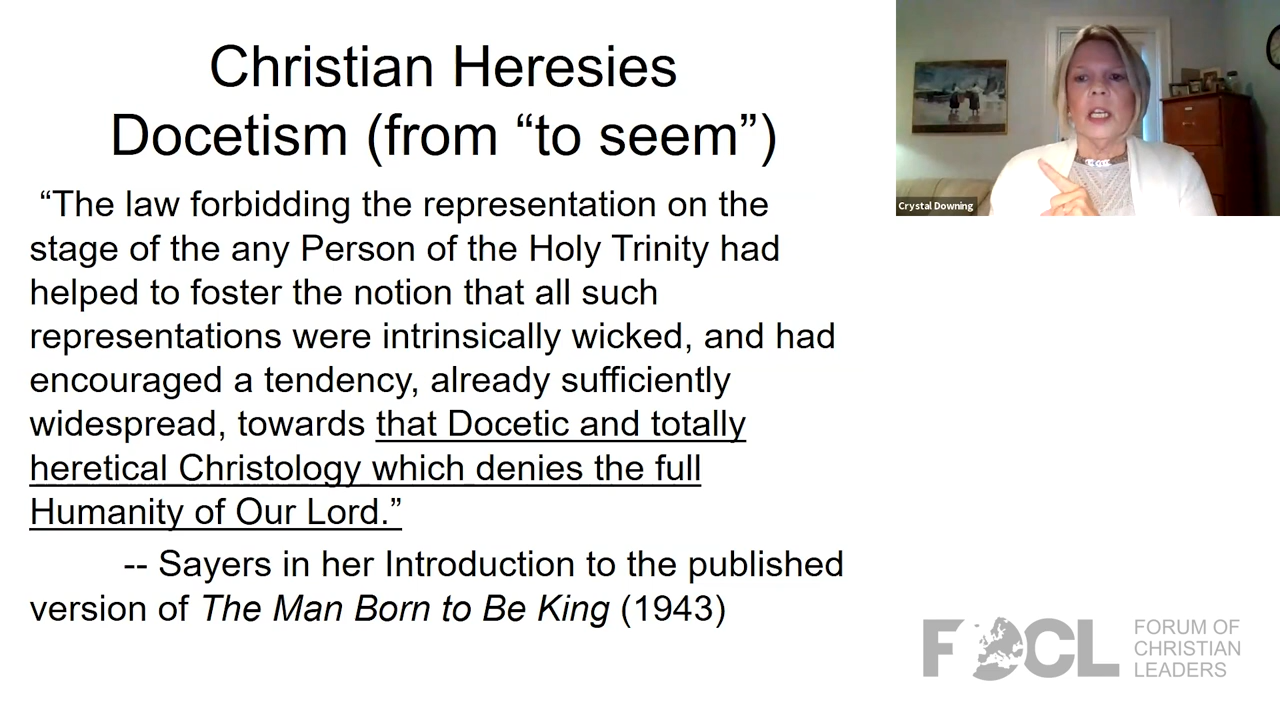 Christian Heresies
Docetism (from “to seem”)
“The law forbidding the representation on the
stage of the any Person of the Holy Trinity had
helped to foster the notion that all such
representations were intrinsically wicked, and had
encouraged a tendency, already sufficiently
widespread, towards that Docetic and totally
heretical Christology which denies the full
Humanity of Our Lord.”
-- Sayers in her Introduction to the published
version of The Man Born to Be King (1943)
Crystal Downing
FOCL
FORUM OF
CHRISTIAN
LEADERS